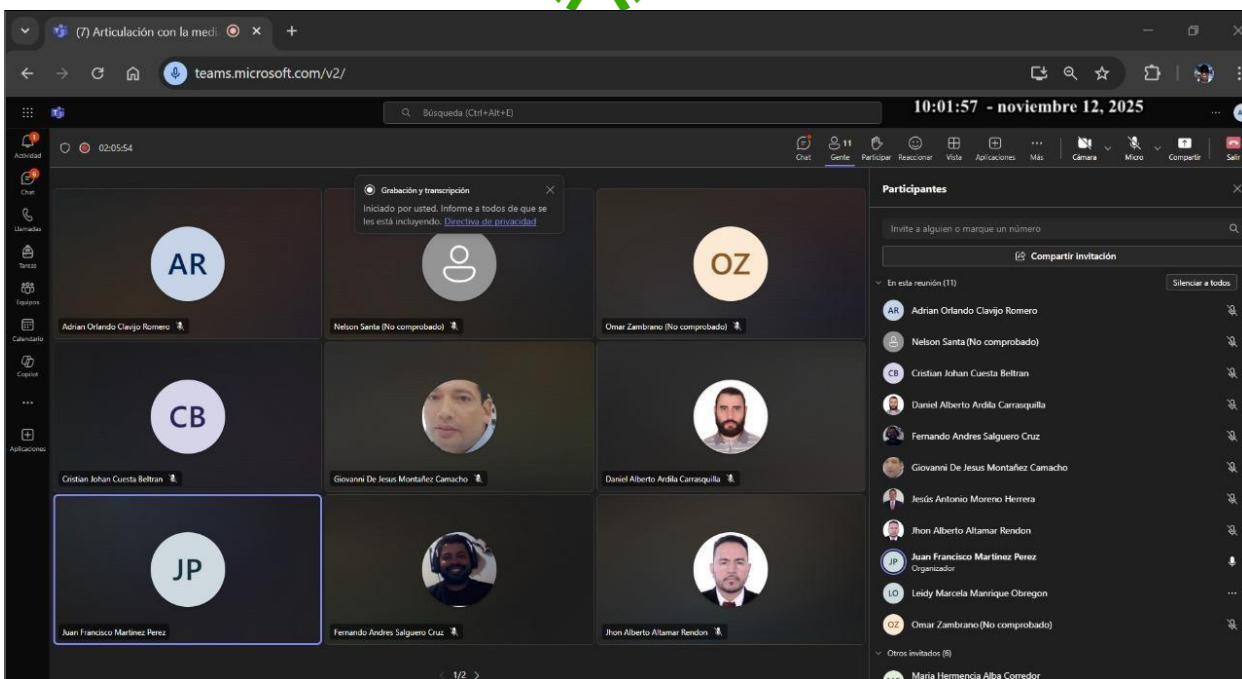 (7) Articulación con la medi
teams.microsoft.com/v2/
Búsqueda (Ctrl+Alt+E)
10:01:57 - noviembre 12, 2025
02:05:54
Actividad
Chat
Llamadas
Tareas
Equipos
Calendario
Copilot
Aplicaciones
Chat
11
Gente
Participar
Reaccionar
Vista
Aplicaciones
Más
Cámara
Micro
Compartir
Salir
Grabación y transcripción
Iniciado por usted. Informe a todos de que se
les está incluyendo. Directiva de privacidad
AR
Adrian Orlando Clavijo Romero
Nelson Santa (No comprobado)
OZ
Omar Zambrano (No comprobado)
CB
Cristian Johan Cuesta Beltran
Giovanni De Jesus Montañez Camacho
Daniel Alberto Ardila Carrasquilla
JP
Juan Francisco Martinez Perez
Fernando Andres Salguero Cruz
Jhon Alberto Altamar Rendon
1/2
Participantes
Invite a alguien o marque un número
Compartir invitación
En esta reunión (11)
Silenciar a todos
AR Adrian Orlando Clavijo Romero
Nelson Santa (No comprobado)
CB Cristian Johan Cuesta Beltran
Daniel Alberto Ardila Carrasquilla
Fernando Andres Salguero Cruz
Giovanni De Jesus Montañez Camacho
Jesús Antonio Moreno Herrera
Jhon Alberto Altamar Rendon
JP Juan Francisco Martinez Perez
Organizador
LO Leidy Marcela Manrique Obregon
OZ Omar Zambrano (No comprobado)
Otros invitados (6)
Maria Hermencia Alba Corredor